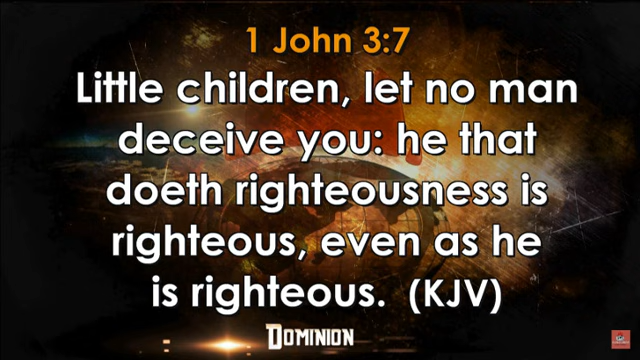 1 John 3:7
Little children, let no man
deceive you: he that
doeth righteousness is
righteous, even as he
is righteous. (KJV)
Dominion